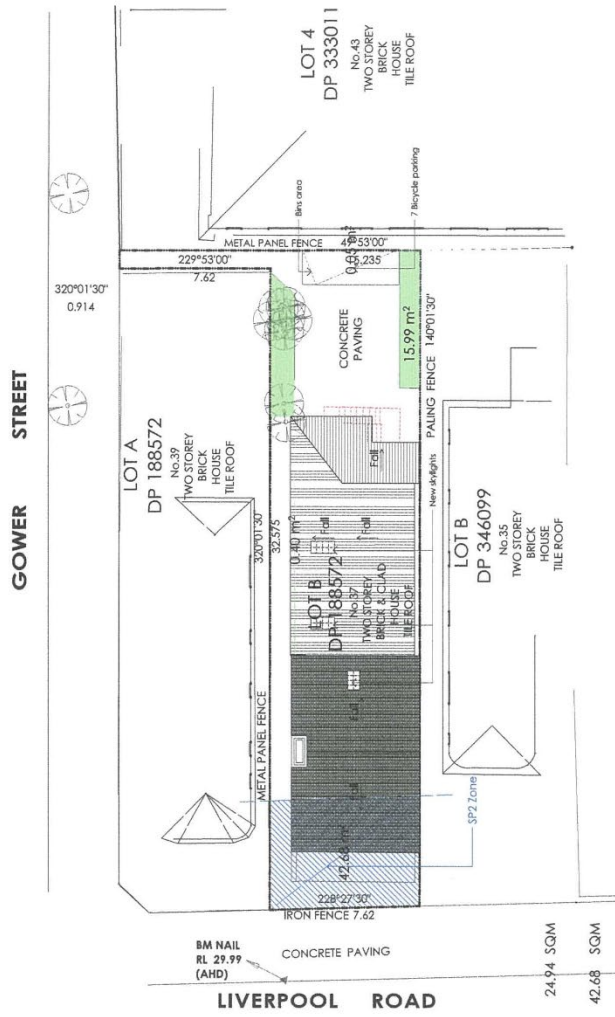 GOWER STREET
LOT 4
DP 333011
No.43
TWO STOREY
BRICK
HOUSE
TILE ROOF
Bins area
7 Bicycle parking
METAL PANEL FENCE 49°53'00"
5.235
0.05 m²
229°53'00"
7.62
320°01'30"
0.914
CONCRETE
PAVING
15.99 m²
PALING FENCE 140°01'30"
LOT A
DP 188572
No.39
TWO STOREY
BRICK
HOUSE
TILE ROOF
320°01'30"
32.575
0.40 m²
Fall
Fall
Fall
New skylights
LOT B
DP 188572
No.37
TWO STOREY
BRICK & CLAD
HOUSE
TILE ROOF
LOT B
DP 346099
No.35
TWO STOREY
BRICK
HOUSE
TILE ROOF
METAL PANEL FENCE
Fall
Fall
SP2 Zone
42.68 m²
228°27'30"
IRON FENCE 7.62
BM NAIL
RL 29.99
(AHD)
CONCRETE PAVING
LIVERPOOL ROAD
24.94 SQM
42.68 SQM